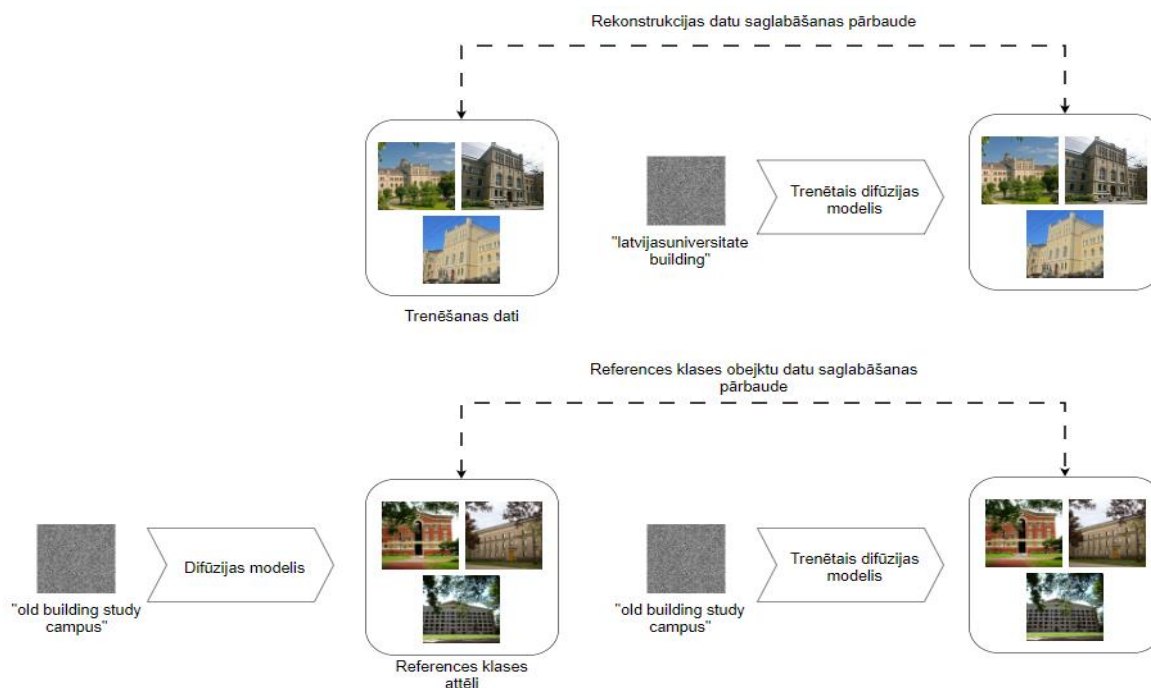 Rekonstrukcijas datu saglabāšanas pārbaude
Trenētais difūzijas
modelis
"latvijasuniversitate
building"
Trenēšanas dati
References klases obejktu datu saglabāšanas
pārbaude
Difūzijas modelis
Trenētais difūzijas
modelis
"old building study
campus"
"old building study
campus"
References klases
attēli